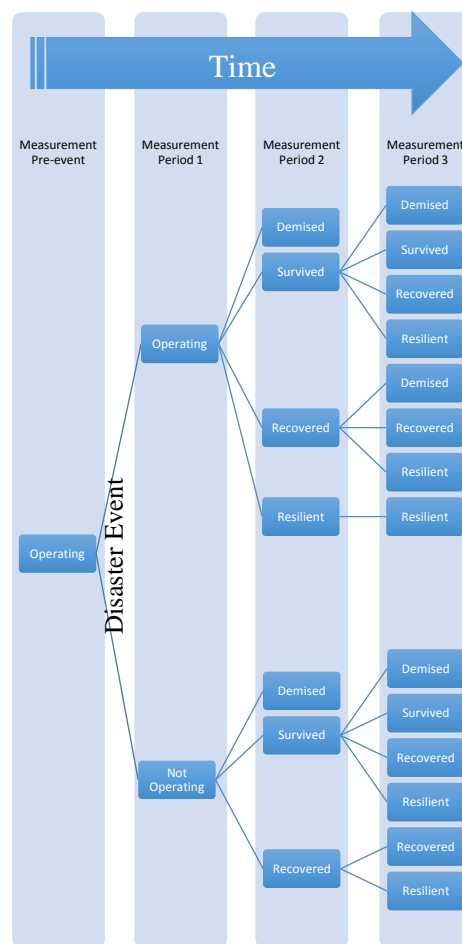 Time
Measurement
Pre-event
Measurement
Period 1
Measurement
Period 2
Measurement
Period 3
Operating
Disaster Event
Operating
Not
Operating
Demised
Survived
Recovered
Resilient
Demised
Survived
Recovered
Demised
Survived
Recovered
Resilient
Demised
Recovered
Resilient
Resilient
Demised
Survived
Recovered
Resilient
Recovered
Resilient